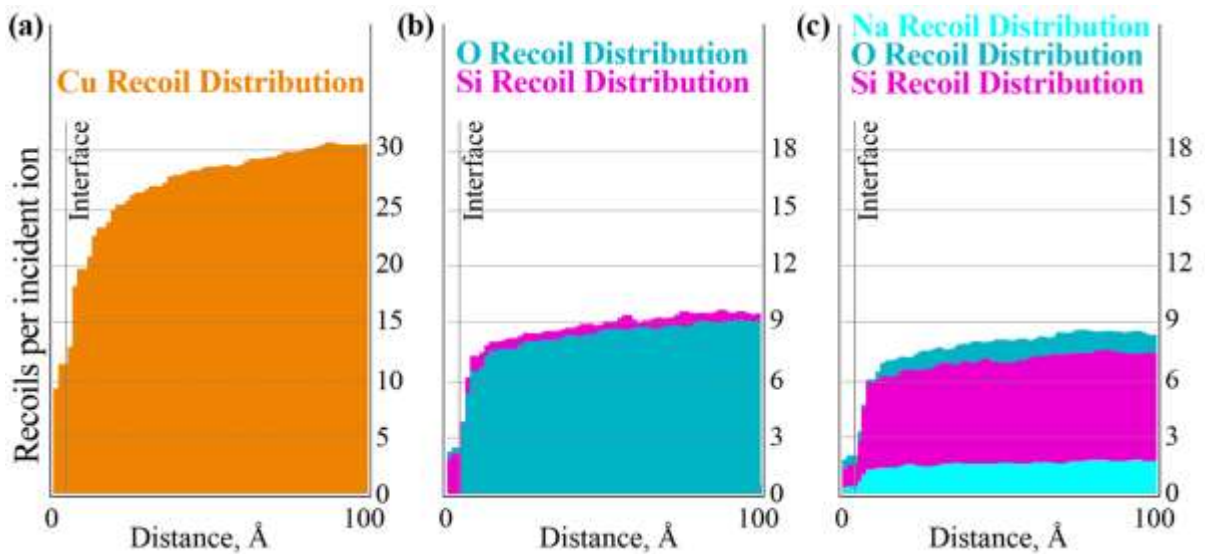 (a)
Cu Recoil Distribution
Recoils per incident ion
Interface
30
25
20
15
10
5
0
0
100
Distance, Å
(b)
O Recoil Distribution
Si Recoil Distribution
Interface
18
15
12
9
6
3
0
0
100
Distance, Å
(c)
Na Recoil Distribution
O Recoil Distribution
Si Recoil Distribution
Interface
18
15
12
9
6
3
0
0
100
Distance, Å